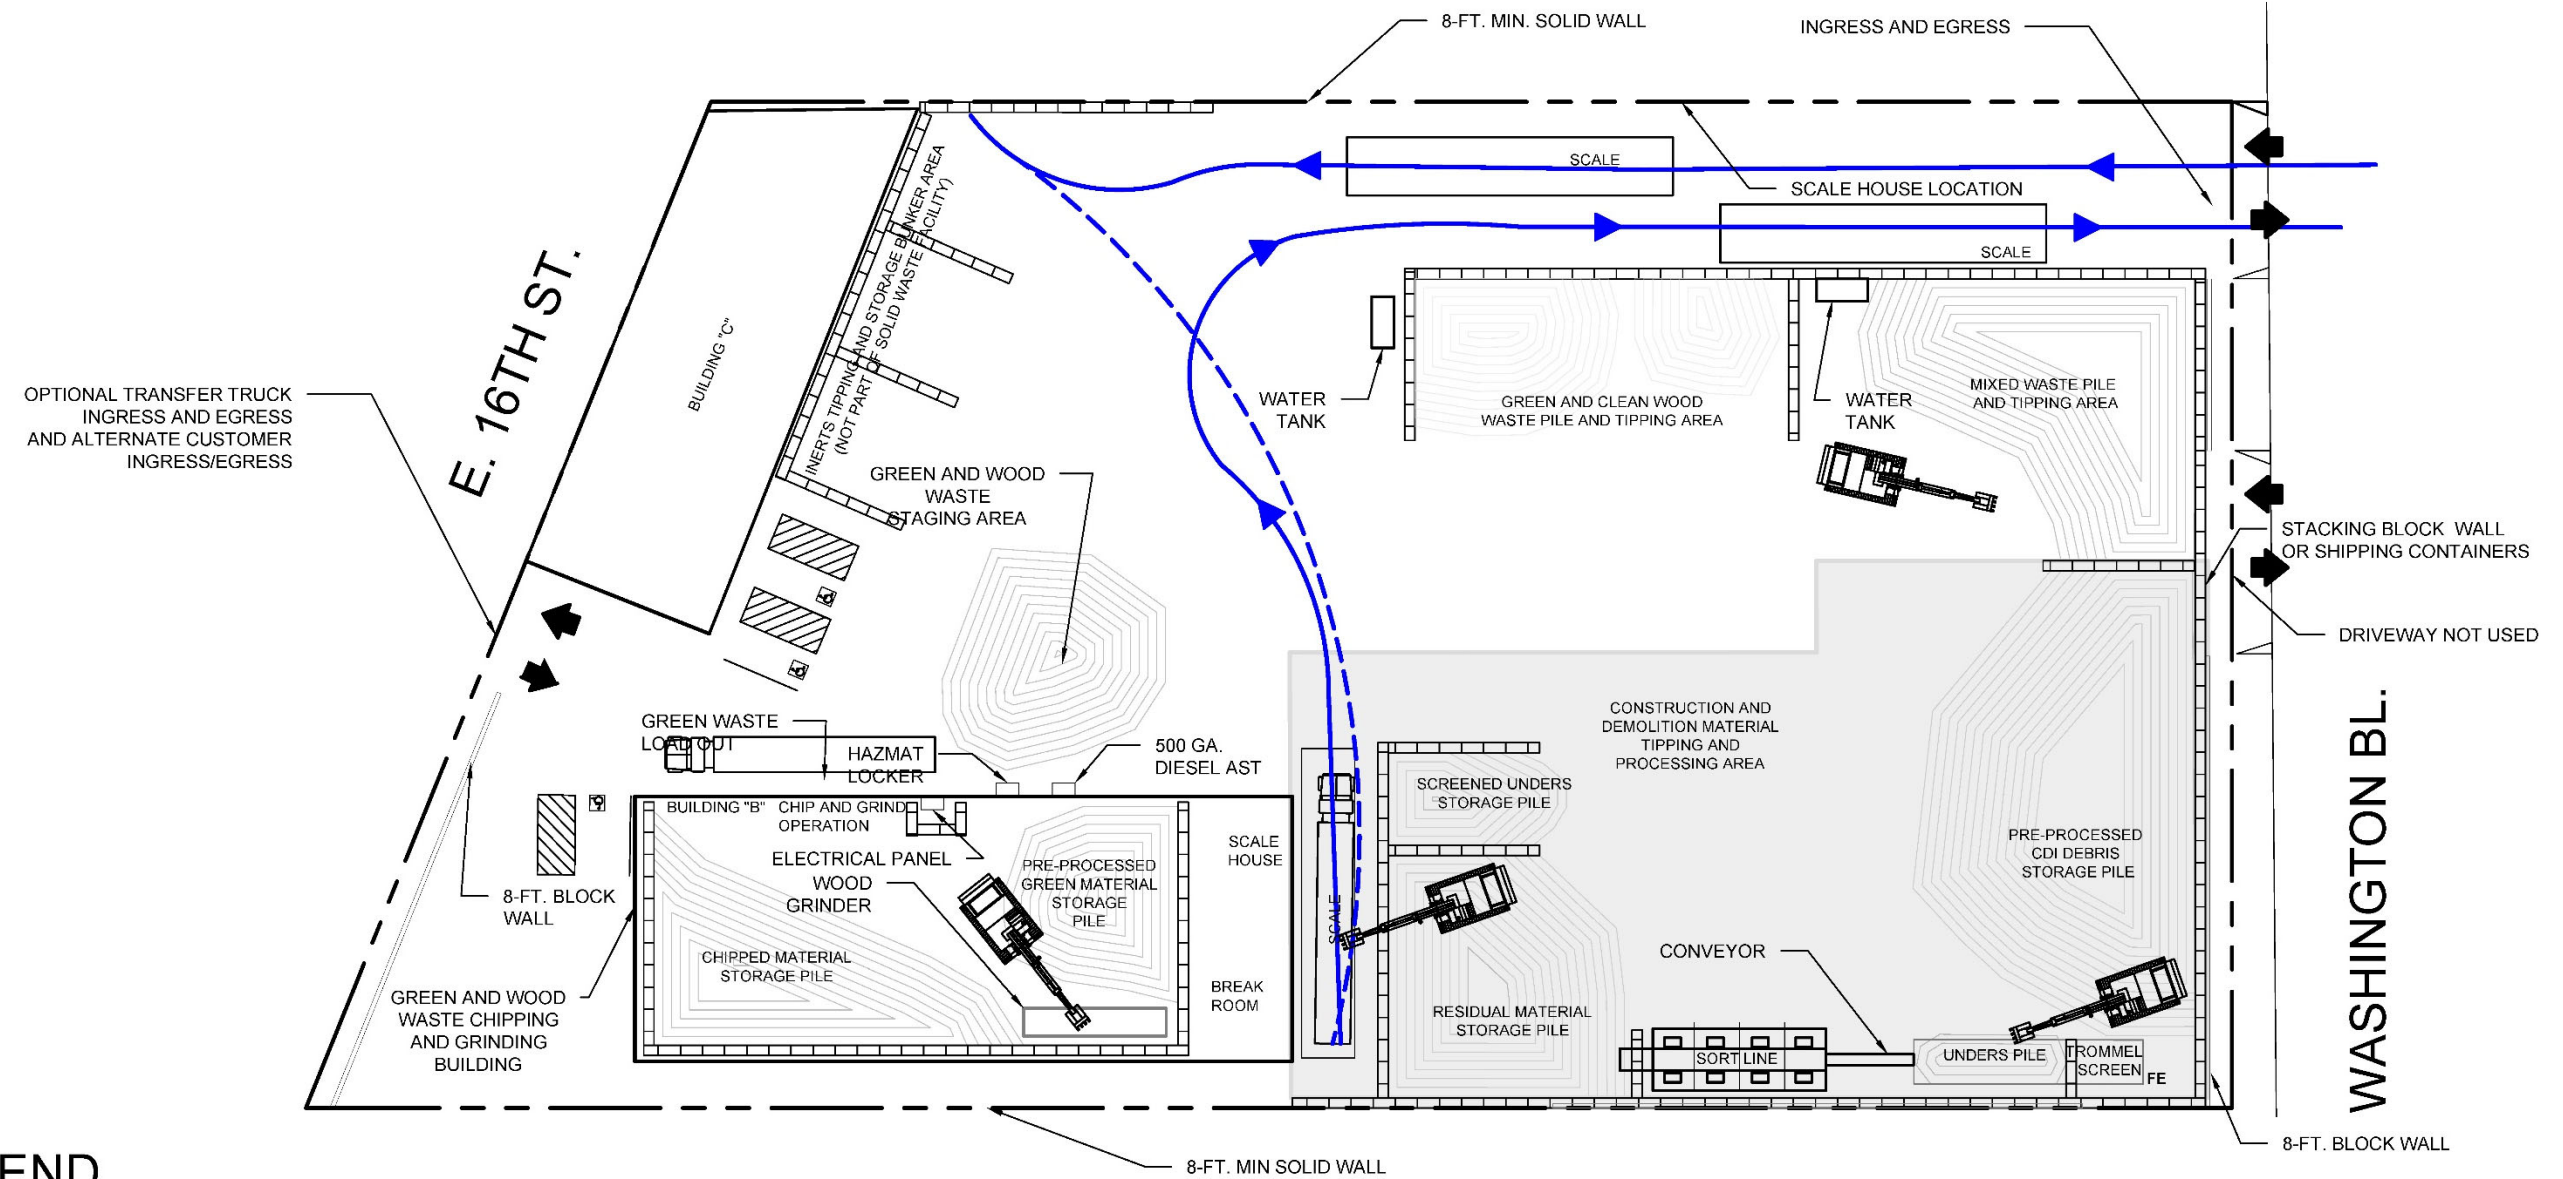 8-FT. MIN. SOLID WALL
INGRESS AND EGRESS
SCALE
SCALE HOUSE LOCATION
SCALE
E. 16TH ST.
BUILDING "C"
INERTS TIPPING AND STORAGE BUNKER AREA
(NOT PART OF SOLID WASTE FACILITY)
OPTIONAL TRANSFER TRUCK
INGRESS AND EGRESS
AND ALTERNATE CUSTOMER
INGRESS/EGRESS
WATER
TANK
GREEN AND CLEAN WOOD
WASTE PILE AND TIPPING AREA
WATER
TANK
MIXED WASTE PILE
AND TIPPING AREA
GREEN AND WOOD
WASTE
STAGING AREA
STACKING BLOCK WALL
OR SHIPPING CONTAINERS
DRIVEWAY NOT USED
WASHINGTON BL.
GREEN WASTE
LOAD OUT
HAZMAT
LOCKER
500 GA.
DIESEL AST
CONSTRUCTION AND
DEMOLITION MATERIAL
TIPPING AND
PROCESSING AREA
SCREENED UNDERS
STORAGE PILE
BUILDING "B"
CHIP AND GRIND
OPERATION
SCALE
HOUSE
ELECTRICAL PANEL
WOOD
GRINDER
PRE-PROCESSED
GREEN MATERIAL
STORAGE
PILE
PRE-PROCESSED
CDI DEBRIS
STORAGE PILE
8-FT. BLOCK
WALL
SCALE
CHIPPED MATERIAL
STORAGE PILE
CONVEYOR
GREEN AND WOOD
WASTE CHIPPING
AND GRINDING
BUILDING
BREAK
ROOM
RESIDUAL MATERIAL
STORAGE PILE
SORT LINE
UNDERS PILE
TROMMEL
SCREEN
FE
8-FT. BLOCK WALL
8-FT. MIN SOLID WALL
END